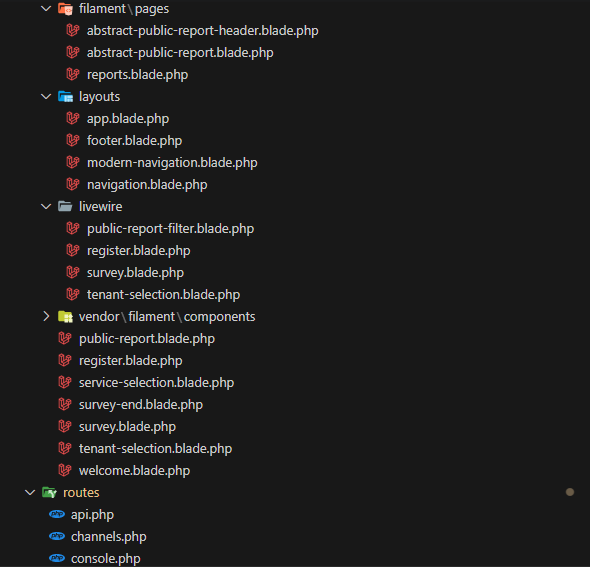 filament\pages
abstract-public-report-header.blade.php
abstract-public-report.blade.php
reports.blade.php
layouts
app.blade.php
footer.blade.php
modern-navigation.blade.php
navigation.blade.php
livewire
public-report-filter.blade.php
register.blade.php
survey.blade.php
tenant-selection.blade.php
vendor\filament\components
public-report.blade.php
register.blade.php
service-selection.blade.php
survey-end.blade.php
survey.blade.php
tenant-selection.blade.php
welcome.blade.php
routes
php api.php
php channels.php
php console.php